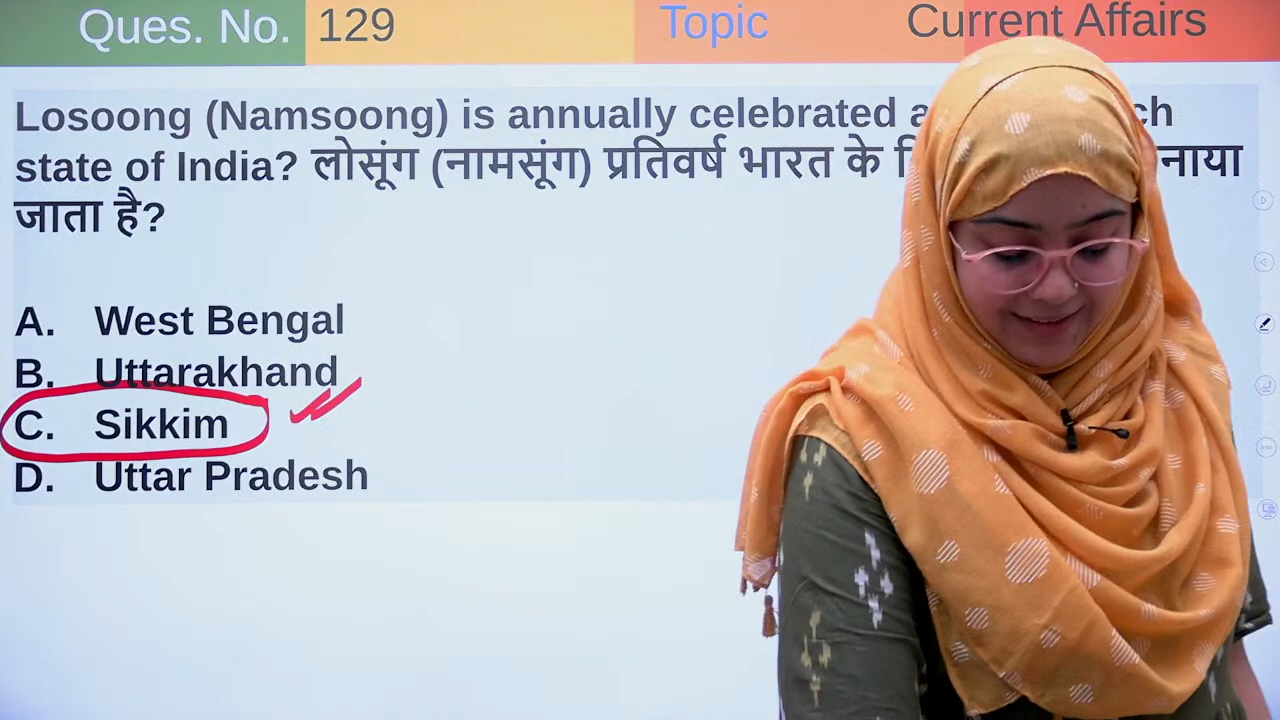 Ques. No. 129 Topic Current Affairs
Losoong (Namsoong) is annually celebrated
state of India? लोसूंग (नामसूंग) प्रतिवर्ष भारत के
जाता है?
A. West Bengal
B. Uttarakhand
C. Sikkim
D. Uttar Pradesh